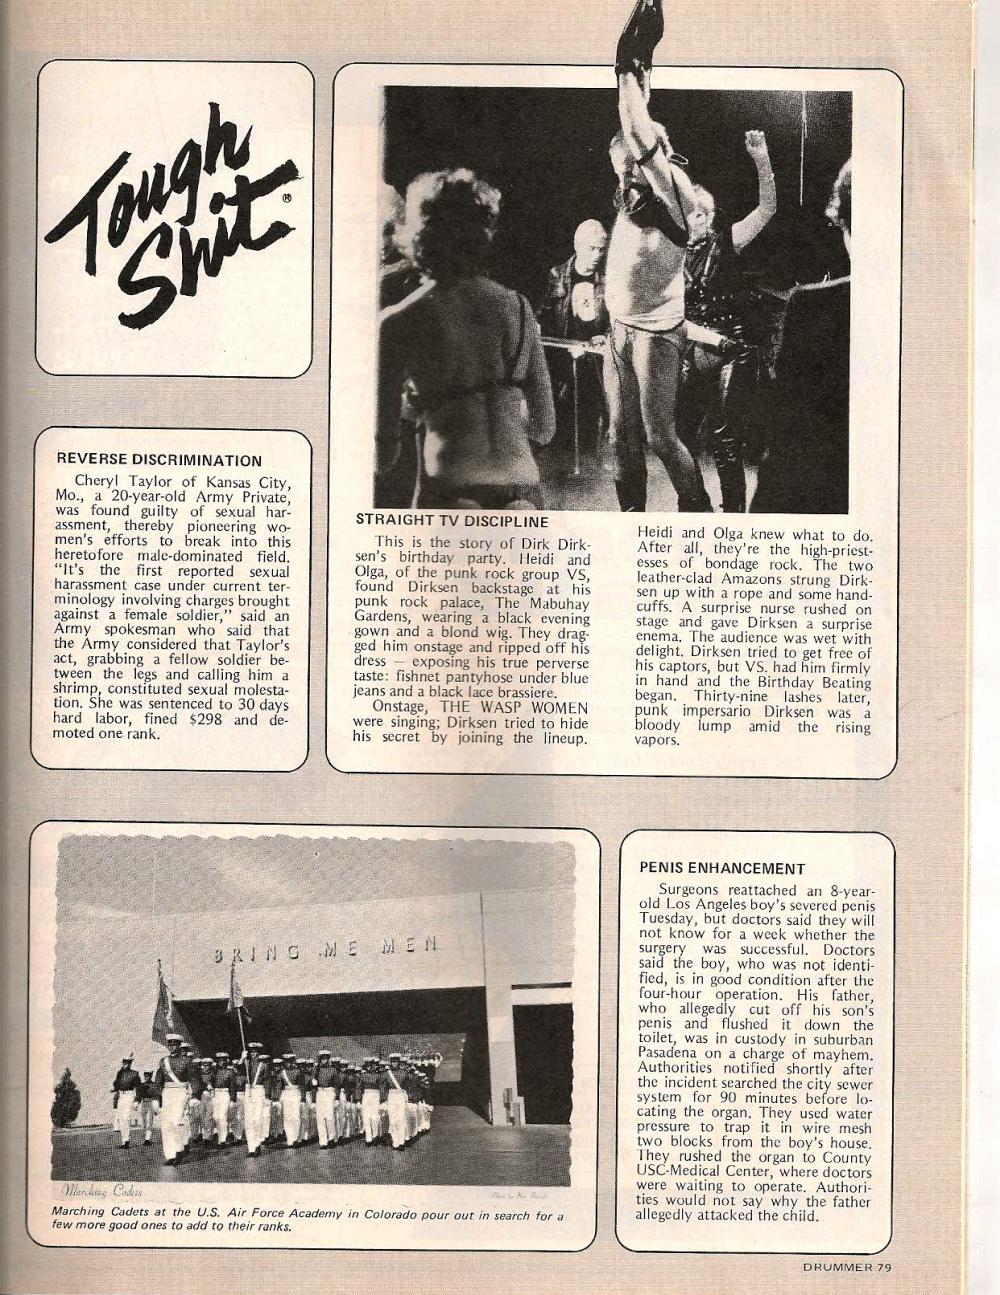 Tough
Shit®
REVERSE DISCRIMINATION
Cheryl Taylor of Kansas City,
Mo., a 20-year-old Army Private,
was found guilty of sexual har-
assment, thereby pioneering wo-
men's efforts to break into this
heretofore male-dominated field.
"It's the first reported sexual
harassment case under current ter-
minology involving charges brought
against a female soldier," said an
Army spokesman who said that
the Army considered that Taylor's
act, grabbing a fellow soldier be-
tween the legs and calling him a
shrimp, constituted sexual molesta-
tion. She was sentenced to 30 days
hard labor, fined $298 and de-
moted one rank.
STRAIGHT TV DISCIPLINE
This is the story of Dirk Dirk-
sen's birthday party. Heidi and
Olga, of the punk rock group VS,
found Dirksen backstage at his
punk rock palace, The Mabuhay
Gardens, wearing a black evening
gown and a blond wig. They drag-
ged him onstage and ripped off his
dress — exposing his true perverse
taste: fishnet pantyhose under blue
jeans and a black lace brassiere.
Onstage, THE WASP WOMEN
were singing; Dirksen tried to hide
his secret by joining the lineup.
Heidi and Olga knew what to do.
After all, they're the high-priest-
esses of bondage rock. The two
leather-clad Amazons strung Dirk-
sen up with a rope and some hand-
cuffs. A surprise nurse rushed on
stage and gave Dirksen a surprise
enema. The audience was wet with
delight. Dirksen tried to get free of
his captors, but VS. had him firmly
in hand and the Birthday Beating
began. Thirty-nine lashes later,
punk impersario Dirksen was a
bloody lump amid the rising
vapors.
BRING ME MEN
Marching Cadets
Marching Cadets at the U.S. Air Force Academy in Colorado pour out in search for a
few more good ones to add to their ranks.
PENIS ENHANCEMENT
Surgeons reattached an 8-year-
old Los Angeles boy's severed penis
Tuesday, but doctors said they will
not know for a week whether the
surgery was successful. Doctors
said the boy, who was not identi-
fied, is in good condition after the
four-hour operation. His father,
who allegedly cut off his son's
penis and flushed it down the
toilet, was in custody in suburban
Pasadena on a charge of mayhem.
Authorities notified shortly after
the incident searched the city sewer
system for 90 minutes before lo-
cating the organ. They used water
pressure to trap it in wire mesh
two blocks from the boy's house.
They rushed the organ to County
USC-Medical Center, where doctors
were waiting to operate. Authori-
ties would not say why the father
allegedly attacked the child.
DRUMMER 79